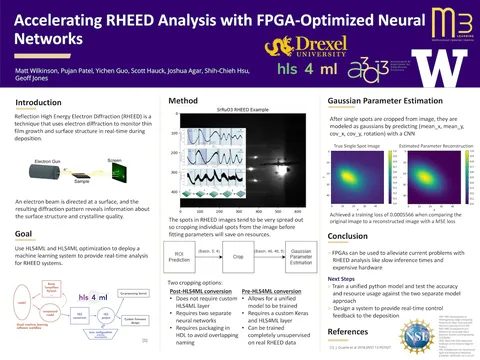 Accelerating RHEED Analysis with FPGA-Optimized Neural
Networks
Matt Wilkinson, Pujan Patel, Yichen Guo, Scott Hauck, Joshua Agar, Shih-Chieh Hsu,
Geoff Jones
M3
LEARNING
Drexel
UNIVERSITY
hls 4 ml
a3d3
W
Introduction
Reflection High Energy Electron Diffraction (RHEED) is a
technique that uses electron diffraction to monitor thin
film growth and surface structure in real-time during
deposition.
Electron Gun
Screen
Sample
An electron beam is directed at a surface, and the
resulting diffraction pattern reveals information about
the surface structure and crystalline quality.
Goal
Use HLS4ML and HLS4ML optimization to deploy a
machine learning system to provide real-time analysis
for RHEED systems.
hls 4 ml
Method
SrRuO3 RHEED Example
0
100
200
300
400
0 100 200 300 400 500 600
The spots in RHEED images tend to be very spread out
so cropping individual spots from the image before
fitting parameters will save on resources.
ROI
Prediction
Crop
Gaussian
Parameter
Estimation
Two cropping options:
Post-HLS4ML conversion
• Does not require custom
HLS4ML layer
• Requires two separate
neural networks
• Requires packaging in
HDL to avoid overlapping
naming
Pre-HLS4ML conversion
• Allows for a unified
model to be trained
• Requires a custom Keras
and HLS4ML layer
• Can be trained
completely unsupervised
on real RHEED data
Gaussian Parameter Estimation
After single spots are cropped from image, they are
modeled as gaussians by predicting (mean_x, mean_y,
cov_x, cov_y, rotation) with a CNN
True Single Spot Image
Estimated Parameter Reconstruction
Achieved a training loss of 0.0005566 when comparing the
original image to a reconstructed image with a MSE loss
Conclusion
- FPGAs can be used to alleviate current problems with
RHEED analysis like slow inference times and
expensive hardware
Next Steps
- Train a unified python model and test the accuracy
and resource usage against the two separate model
approach
- Design a system to provide real-time control
feedback to the deposition
References
NSF